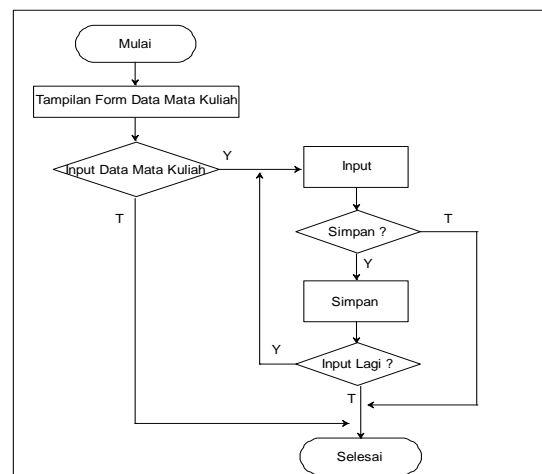 Mulai
Tampilan Form Data Mata Kuliah
Input Data Mata Kuliah
Y
T
Input
Simpan ?
T
Y
Simpan
Y
Input Lagi ?
T
Selesai